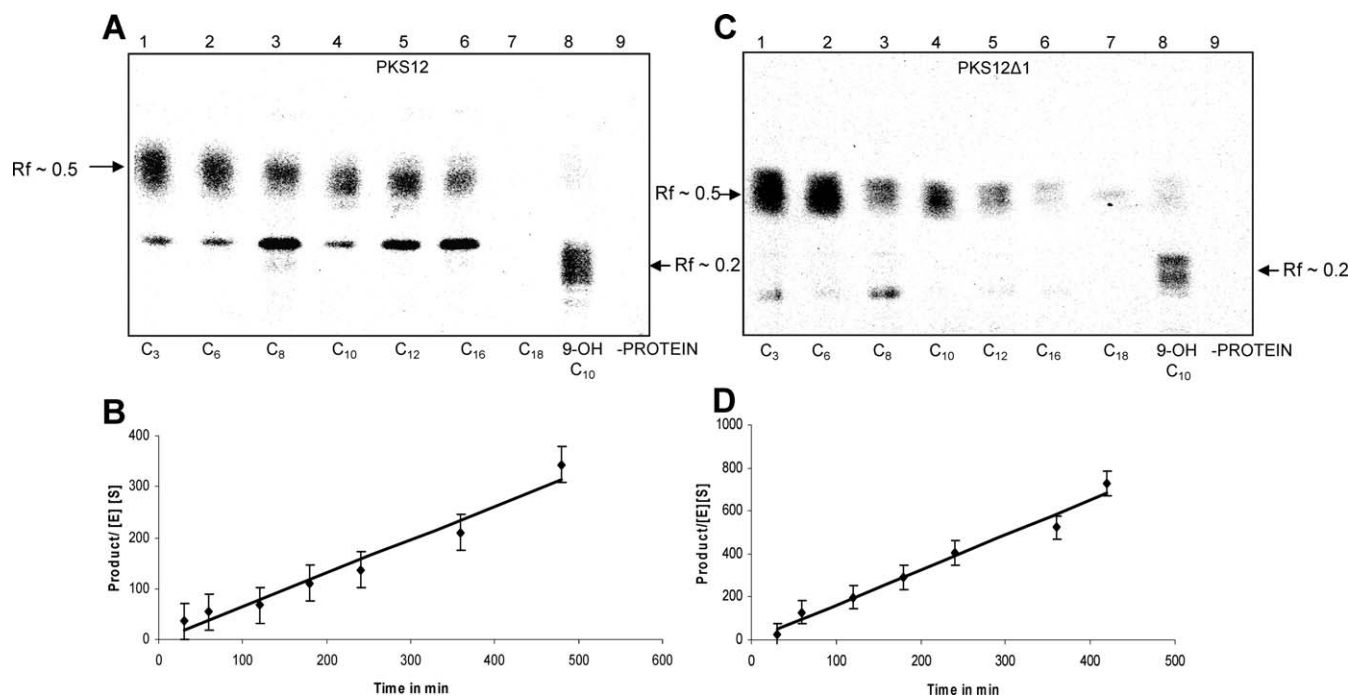 A
1 2 3 4 5 6 7 8 9
PKS12
Rf ~ 0.5
Rf ~ 0.2
C₃ C₆ C₈ C₁₀ C₁₂ C₁₆ C₁₈ 9-OH -PROTEIN
C₁₀
C
1 2 3 4 5 6 7 8 9
PKS12Δ1
Rf ~0.5
Rf ~ 0.2
C₃ C₆ C₈ C₁₀ C₁₂ C₁₆ C₁₈ 9-OH -PROTEIN
C₁₀
B
Product/ [E] [S]
400
300
200
100
0
0 100 200 300 400 500 600
Time in min
D
Product/[E][S]
1000
800
600
400
200
0
0 100 200 300 400 500
Time in min